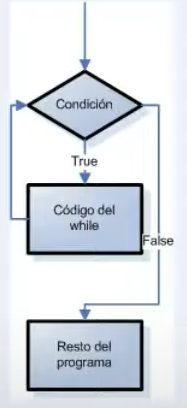 Condición
True
Código del
while
False
Resto del
programa